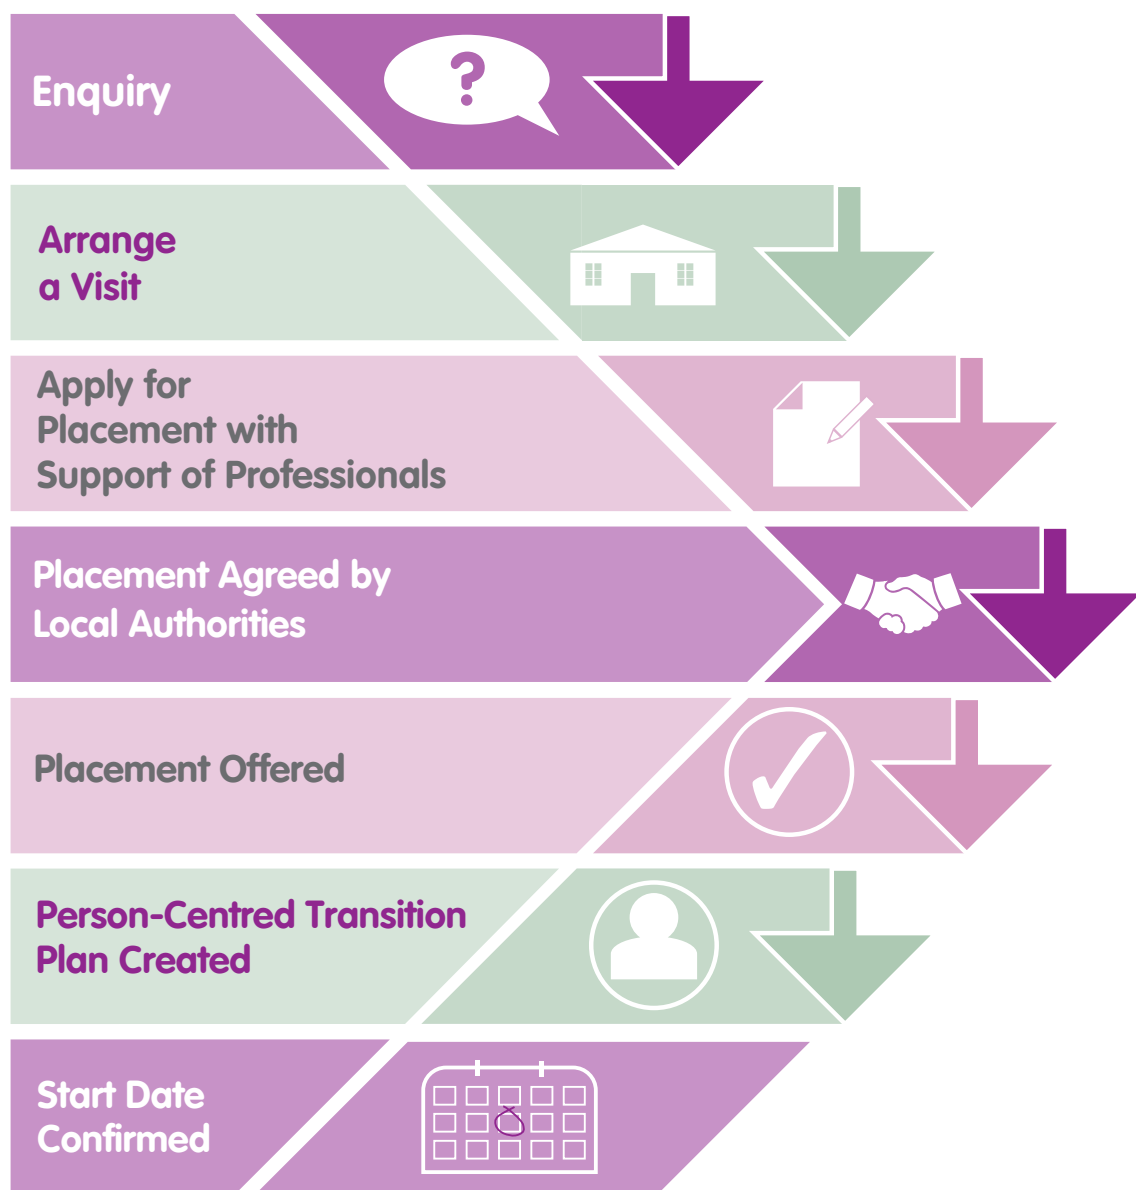 Enquiry
?
Arrange
a Visit
Apply for
Placement with
Support of Professionals
Placement Agreed by
Local Authorities
Placement Offered
Person-Centred Transition
Plan Created
Start Date
Confirmed